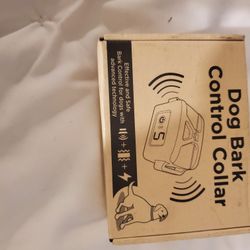 Dog Bark
Control Collar
5
Effective and Safe
Bark Control for dogs with
advanced technology
+ +